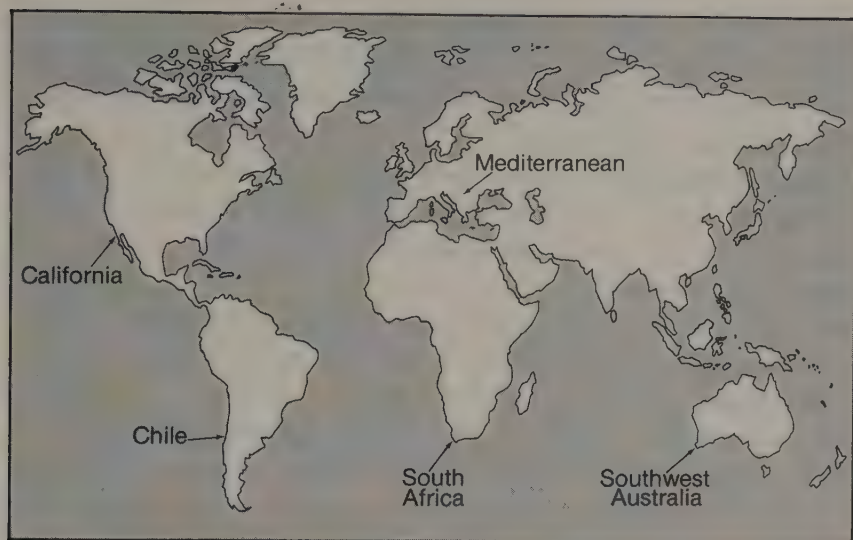 Mediterranean
California
Chile
South
Africa
Southwest
Australia